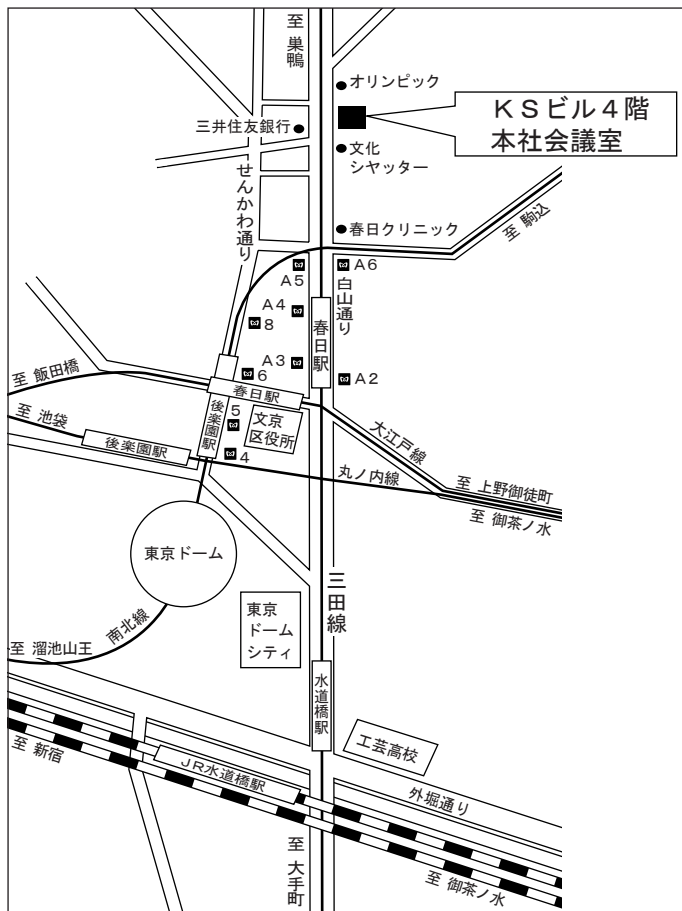 至 巣鴨
オリンピック
ＫＳビル４階
本社会議室
三井住友銀行
文化
シヤッター
せんかわ通り
春日クリニック
至 駒込
A5
A6
白山通り
A4
8
春日駅
A3
6
A2
至 飯田橋
春日駅
至 池袋
後楽園駅
5
文京
区役所
大江戸線
後楽園駅
4
丸ノ内線
至 上野御徒町
至 御茶ノ水
東京ドーム
三田線
東京
ドーム
シティ
南北線
至 溜池山王
水道橋駅
工芸高校
至 新宿
ＪＲ水道橋駅
外堀通り
至 大手町
至 御茶ノ水